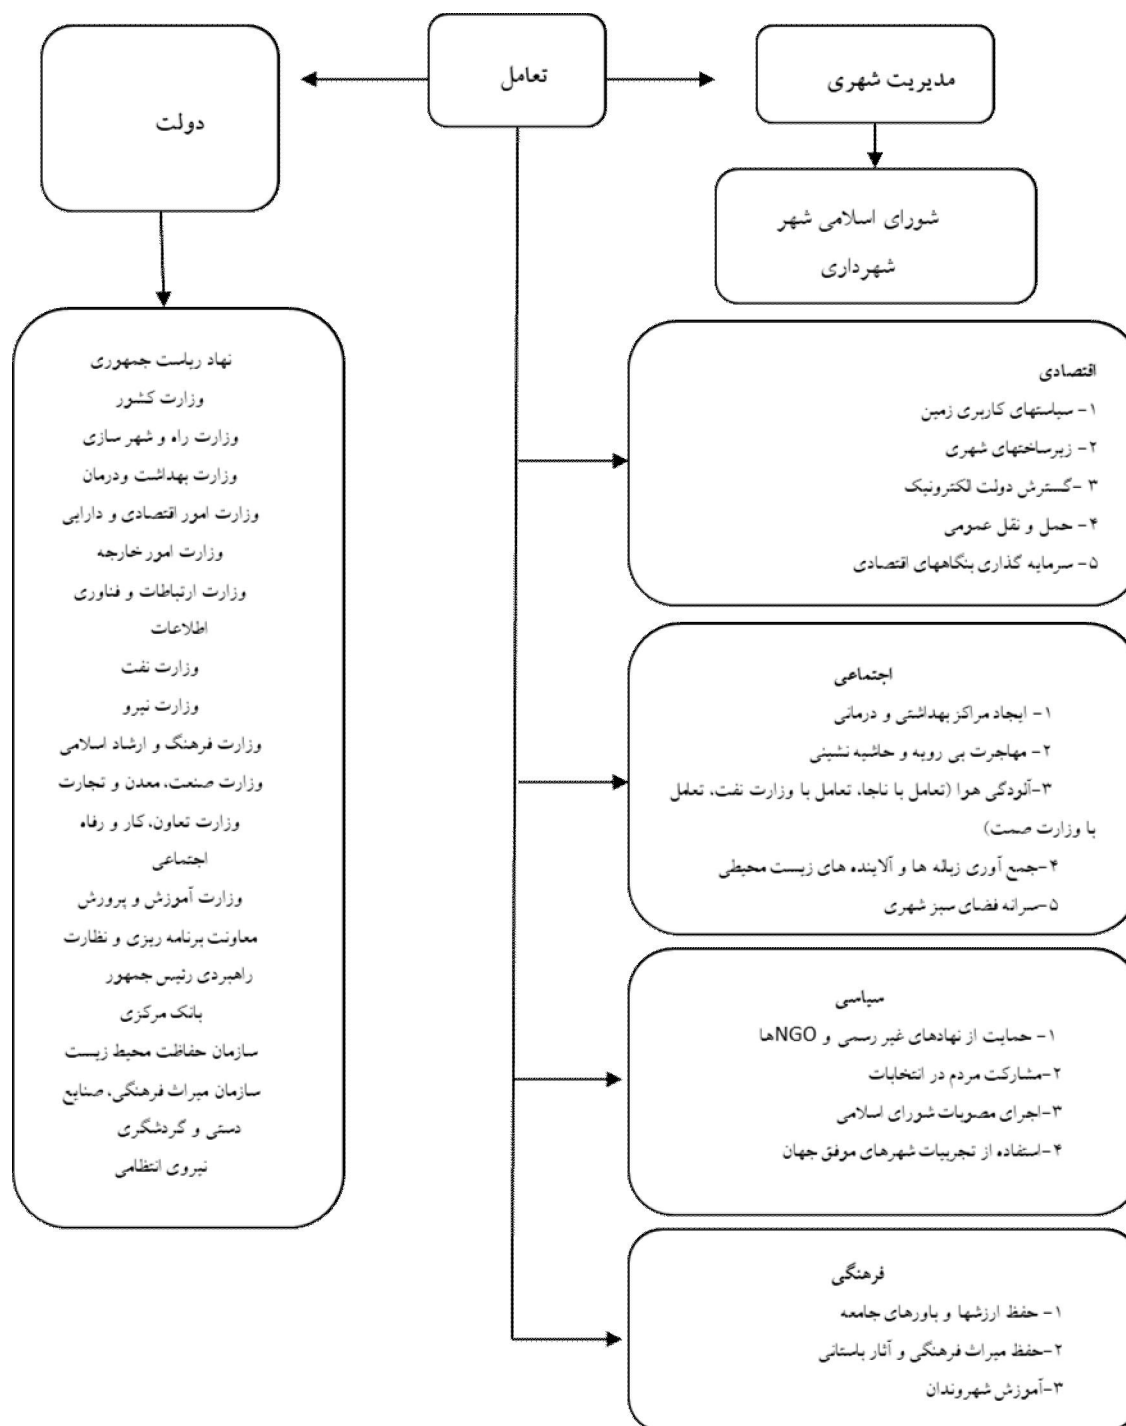 تعامل
مدیریت شهری
دولت
شورای اسلامی شهر
شهرداری
اقتصادی
۱- سیاستهای کاربری زمین
۲- زیرساختهای شهری
۳ -گسترش دولت الکترونیک
۴- حمل و نقل عمومی
۵- سرمایه گذاری بنگاههای اقتصادی
اجتماعی
۱- ایجاد مراکز بهداشتی و درمانی
۲- مهاجرت بی رویه و حاشیه نشینی
۳-آلودگی هوا (تعامل با ناجا، تعامل با وزارت نفت، تعامل
با وزارت صمت)
۴-جمع آوری زباله ها و آلاینده های زیست محیطی
۵-سرانه فضای سبز شهری
سیاسی
۱- حمایت از نهادهای غیر رسمی و NGOها
۲-مشارکت مردم در انتخابات
۳-اجرای مصوبات شورای اسلامی
۴-استفاده از تجربیات شهرهای موفق جهان
فرهنگی
۱- حفظ ارزشها و باورهای جامعه
۲-حفظ میراث فرهنگی و آثار باستانی
۳-آموزش شهروندان
نهاد ریاست جمهوری
وزارت کشور
وزارت راه و شهر سازی
وزارت بهداشت ودرمان
وزارت امور اقتصادی و دارایی
وزارت امور خارجه
وزارت ارتباطات و فناوری
اطلاعات
وزارت نفت
وزارت نیرو
وزارت فرهنگ و ارشاد اسلامی
وزارت صنعت، معدن و تجارت
وزارت تعاون، کار و رفاه
اجتماعی
وزارت آموزش و پرورش
معاونت برنامه ریزی و نظارت
راهبردی رئیس جمهور
بانک مرکزی
سازمان حفاظت محیط زیست
سازمان میراث فرهنگی، صنایع
دستی و گردشگری
نیروی انتظامی